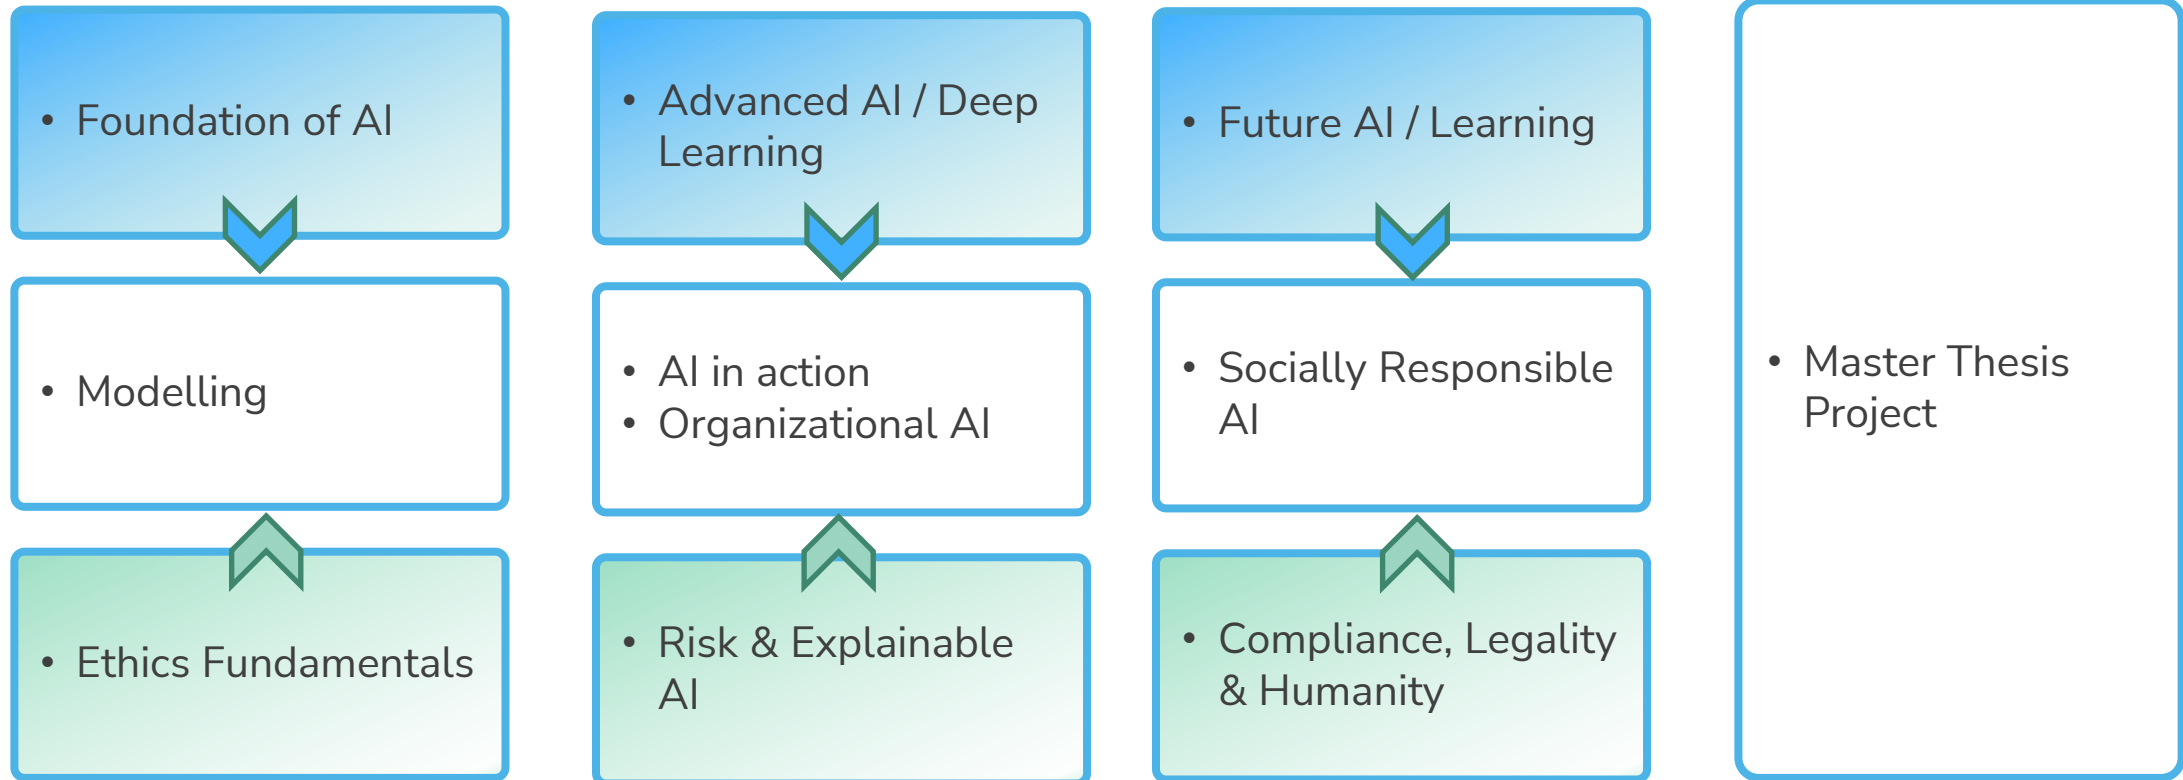 • Foundation of AI
• Modelling
• Ethics Fundamentals
• Advanced AI / Deep
Learning
• AI in action
• Organizational AI
• Risk & Explainable
AI
• Future AI / Learning
• Socially Responsible
AI
• Compliance, Legality
& Humanity
• Master Thesis
Project